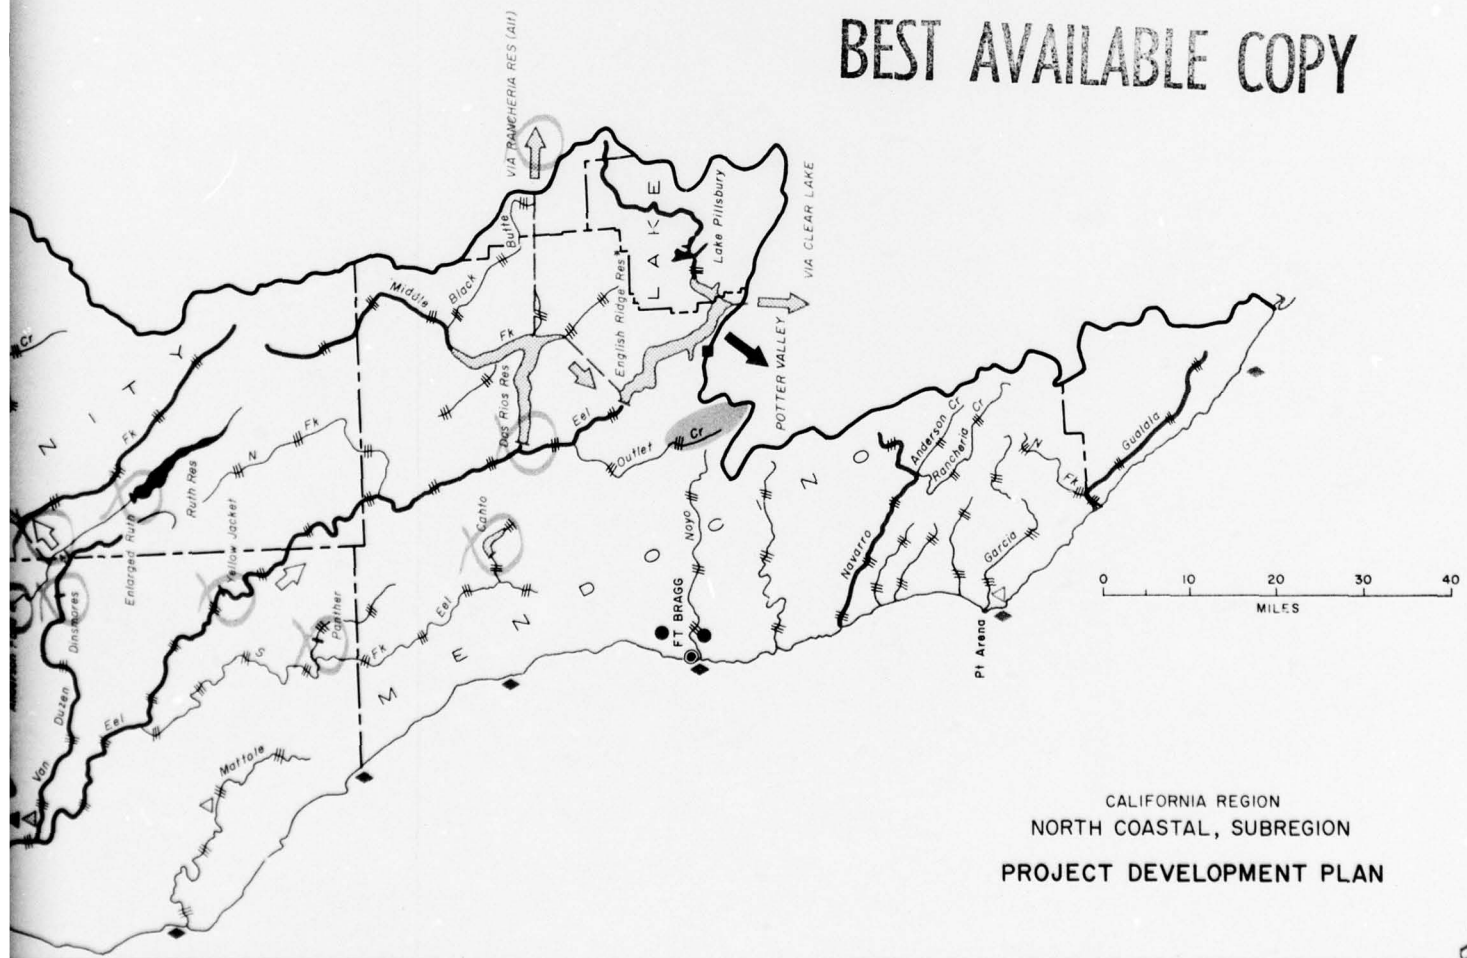 BEST AVAILABLE COPY
VIA RANCHERIA RES (Alt)
VIA CLEAR LAKE
POTTER VALLEY
LAKE
Lake Pillsbury
Butte
Black
Middle
Fk
English Ridge Res
Dos Rios Res
Eel
Outlet
Cr
Cr
NITY
Fk
N
Fk
Ruth Res
Enlarged Ruth
Yellow Jacket
Cahto
Panther
Dinsmores
Van
Duzen
Eel
S
Fk
Eel
Mattole
MENDOCINO
Noyo
FT BRAGG
Navarro
Anderson Cr
Rancheria Cr
Garcia
N
Fk
Gualala
Pt Arena
0 10 20 30 40
MILES
CALIFORNIA REGION
NORTH COASTAL, SUBREGION
PROJECT DEVELOPMENT PLAN